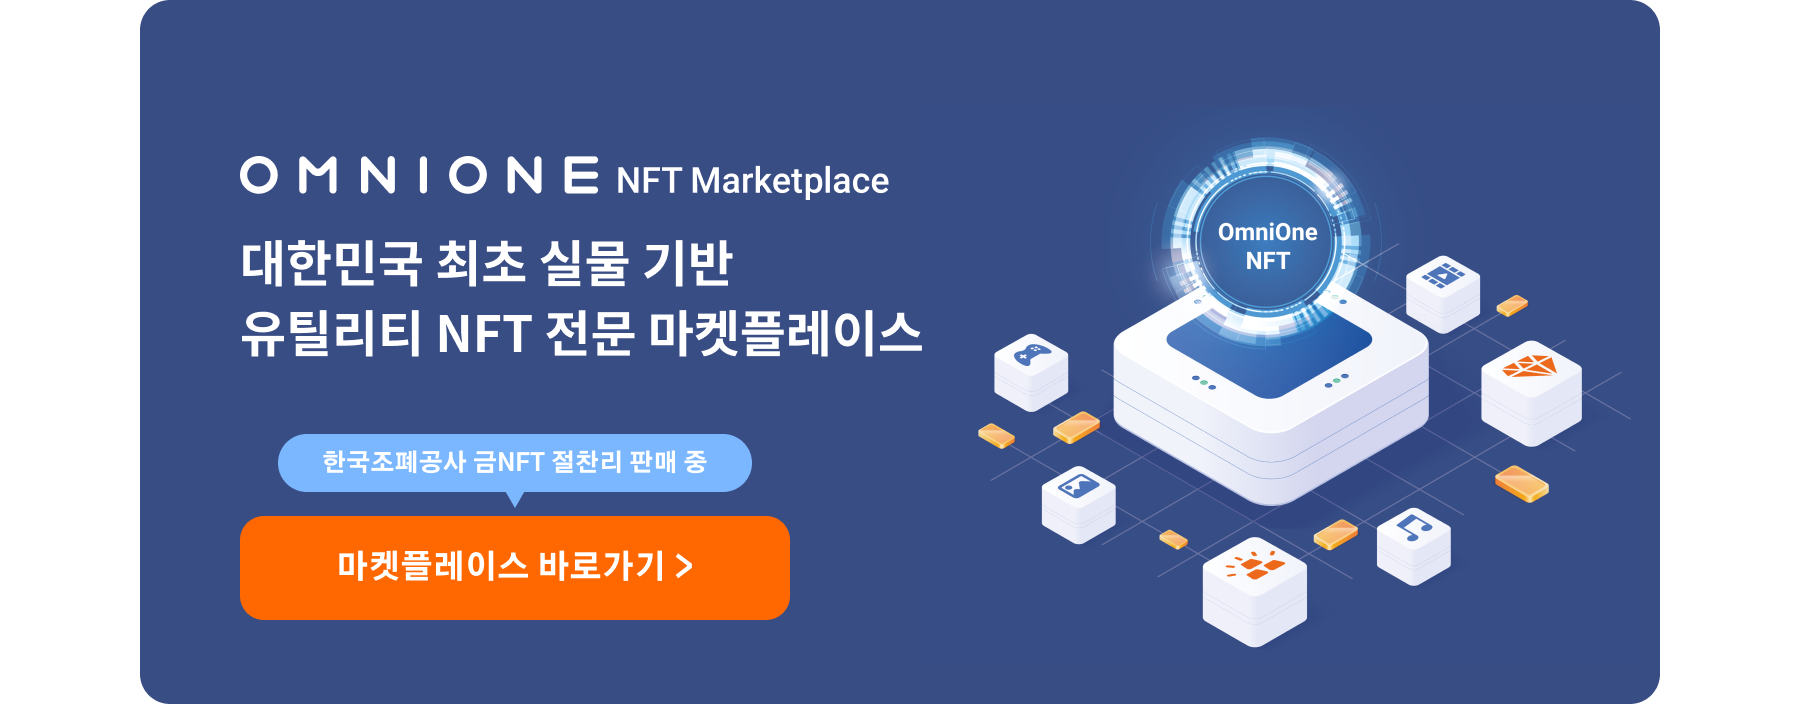 OMNIONE NFT Marketplace
대한민국 최초 실물 기반
유틸리티 NFT 전문 마켓플레이스
한국조폐공사 금NFT 절찬리 판매 중
마켓플레이스 바로가기 >
OmniOne
NFT